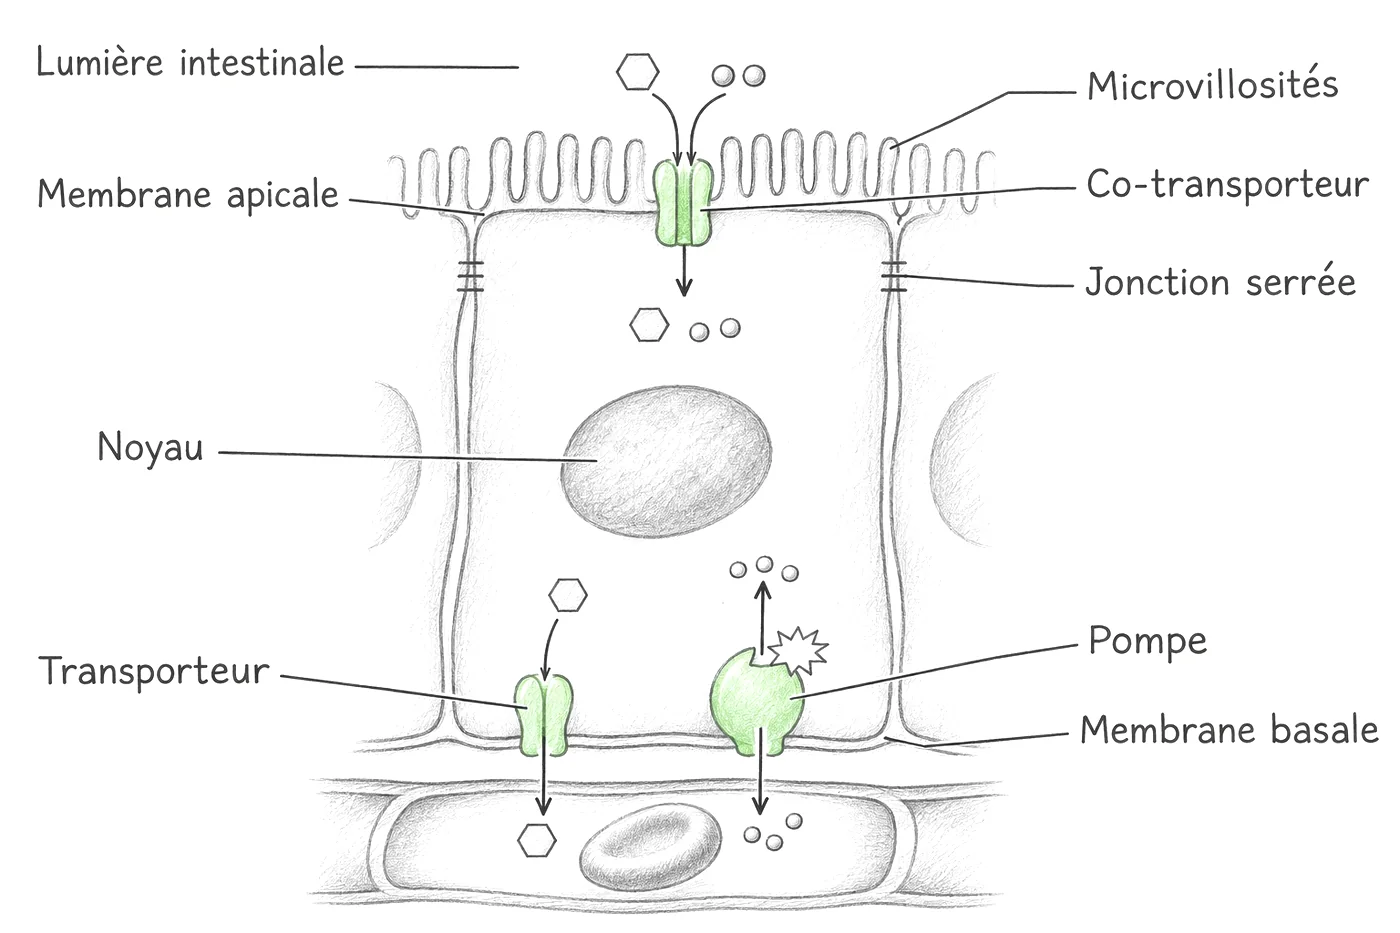 Lumière intestinale
Microvillosités
Membrane apicale
Co-transporteur
Jonction serrée
Noyau
Transporteur
Pompe
Membrane basale